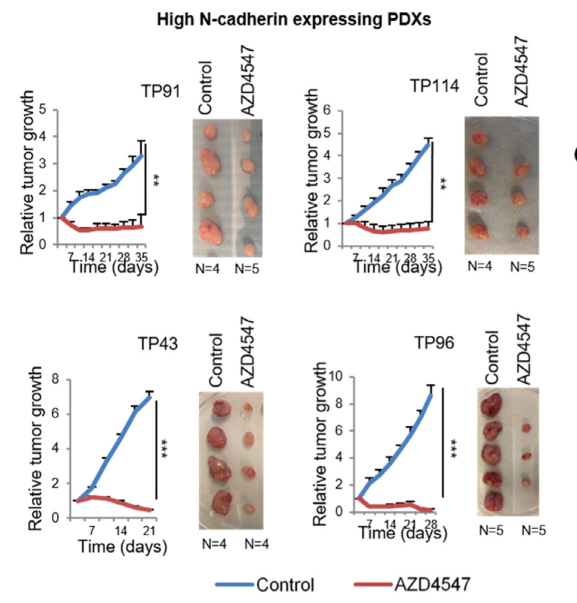 High N-cadherin expressing PDXs
TP91
Control
AZD4547
Relative tumor growth
5
4
3
2
1
0
7 14 21 28 35
Time (days)
**
N=4 N=5
TP114
Control
AZD4547
Relative tumor growth
6
5
4
3
2
1
0
7 14 21 28 35
Time (days)
**
N=4 N=5
TP43
Control
AZD4547
Relative tumor growth
8
6
4
2
0
7 14 21
Time (days)
***
N=4 N=4
TP96
Control
AZD4547
Relative tumor growth
10
8
6
4
2
0
7 14 21 28
Time (days)
***
N=5 N=5
Control AZD4547